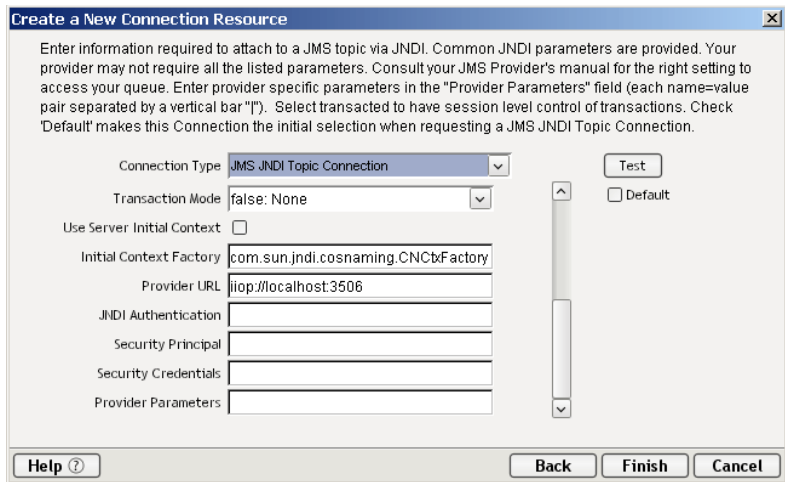 Create a New Connection Resource
Enter information required to attach to a JMS topic via JNDI. Common JNDI parameters are provided. Your
provider may not require all the listed parameters. Consult your JMS Provider's manual for the right setting to
access your queue. Enter provider specific parameters in the "Provider Parameters" field (each name=value
pair separated by a vertical bar "|"). Select transacted to have session level control of transactions. Check
'Default' makes this Connection the initial selection when requesting a JMS JNDI Topic Connection.
Connection Type JMS JNDI Topic Connection Test
Transaction Mode false: None Default
Use Server Initial Context
Initial Context Factory com.sun.jndi.cosnaming.CNCtxFactory
Provider URL iiop://localhost:3506
JNDI Authentication
Security Principal
Security Credentials
Provider Parameters
Help ? Back Finish Cancel